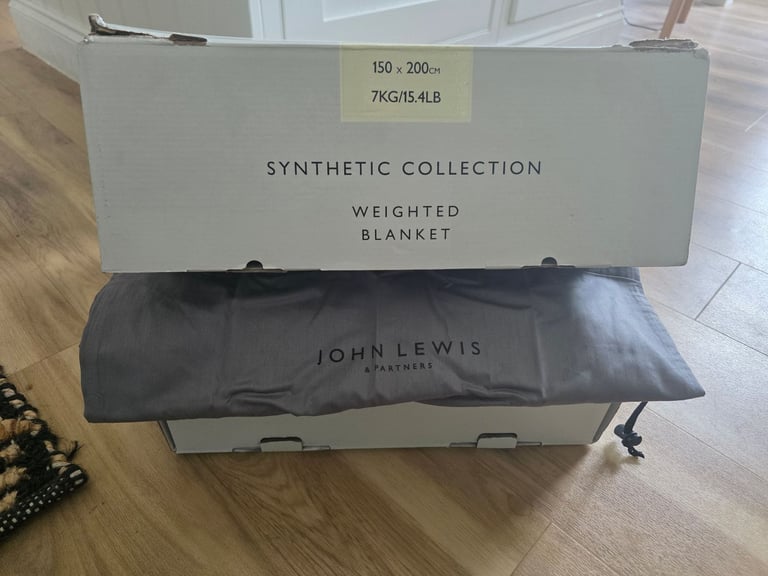 150 x 200CM
7KG/15.4LB
SYNTHETIC COLLECTION
WEIGHTED
BLANKET
JOHN LEWIS
& PARTNERS